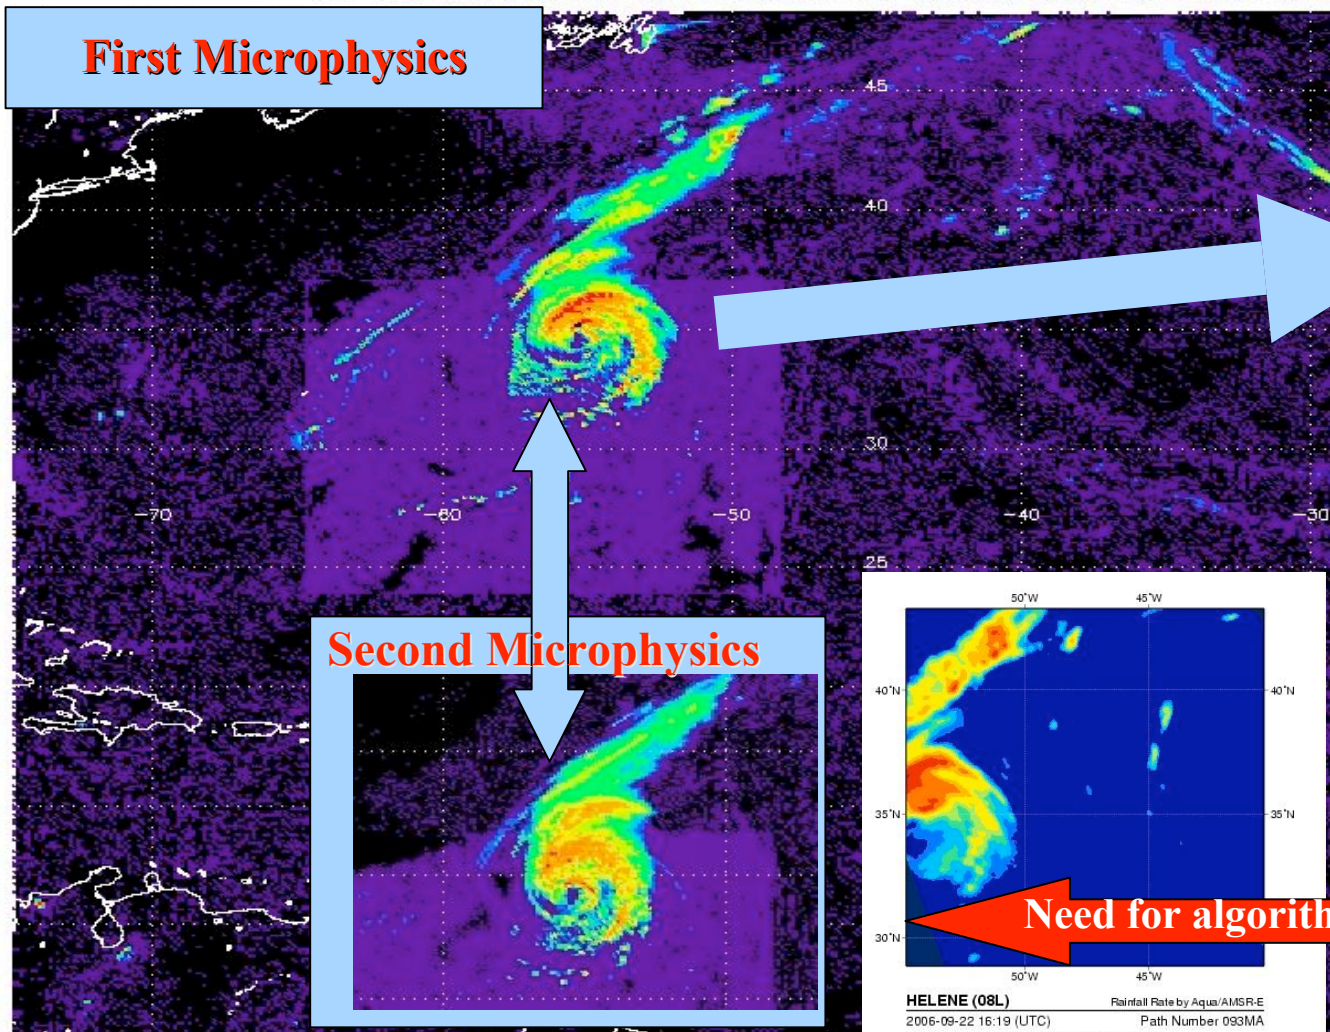 First Microphysics
45
40
30
-70
-60
-50
-40
-30
25
Second Microphysics
50°W
45°W
40°N
40°N
35°N
35°N
Need for algorith
30°N
30°N
50°W
45°W
HELENE (08L)
Rainfall Rate by Aqua/AMSR-E
2006-09-22 16:19 (UTC)
Path Number 093MA